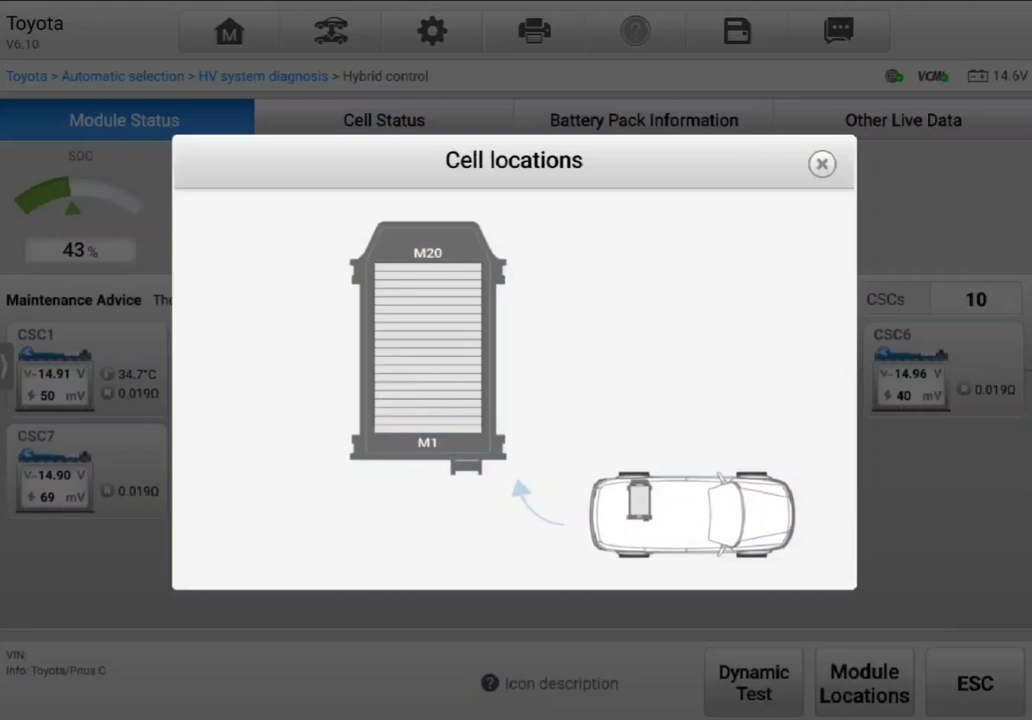 Toyota
V6.10
M
Toyota > Automatic selection > HV system diagnosis > Hybrid control
VCMI
14.6V
Module Status
Cell Status
Battery Pack Information
Other Live Data
SOC
43 %
Cell locations
M20
M1
Maintenance Advice The
CSCs 10
CSC1
V 14.91 V
50 mV
34.7°C
0.019Ω
CSC6
V 14.96 V
40 mV
0.019Ω
CSC7
V 14.90 V
69 mV
0.019Ω
VIN:
Info: Toyota/Prius C
? Icon description
Dynamic
Test
Module
Locations
ESC